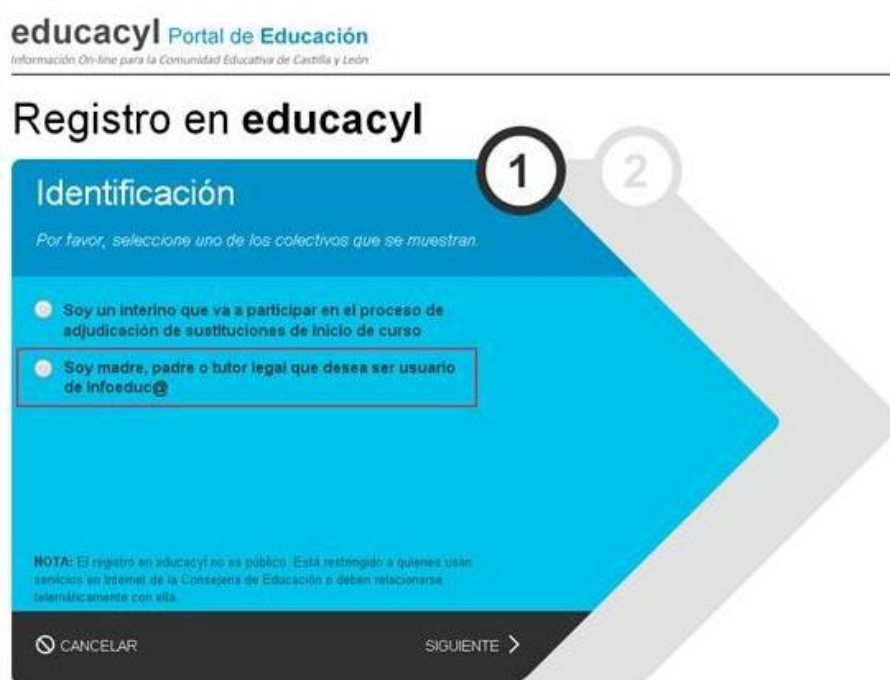 educacyl Portal de Educación
Información On-line para la Comunidad Educativa de Castilla y León
Registro en educacyl
1
2
Identificación
Por favor, seleccione uno de los colectivos que se muestran.
Soy un interino que va a participar en el proceso de
adjudicación de sustituciones de inicio de curso
Soy madre, padre o tutor legal que desea ser usuario
de Infoeduc@
NOTA: El registro en educacyl no es público. Está restringido a quienes usan
servicios en Internet de la Consejería de Educación o deben relacionarse
telemáticamente con ella.
CANCELAR
SIGUIENTE